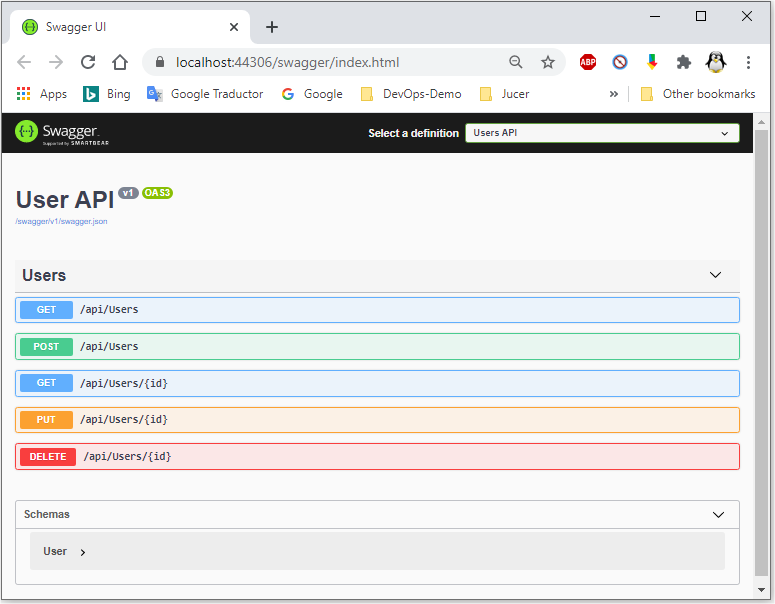 Swagger UI
localhost:44306/swagger/index.html
ABP
Apps Bing Google Traductor Google DevOps-Demo Jucer » Other bookmarks
Swagger
Supported by SMARTBEAR
Select a definition Users API
User API v1 OAS3
/swagger/v1/swagger.json
Users
GET /api/Users
POST /api/Users
GET /api/Users/{id}
PUT /api/Users/{id}
DELETE /api/Users/{id}
Schemas
User